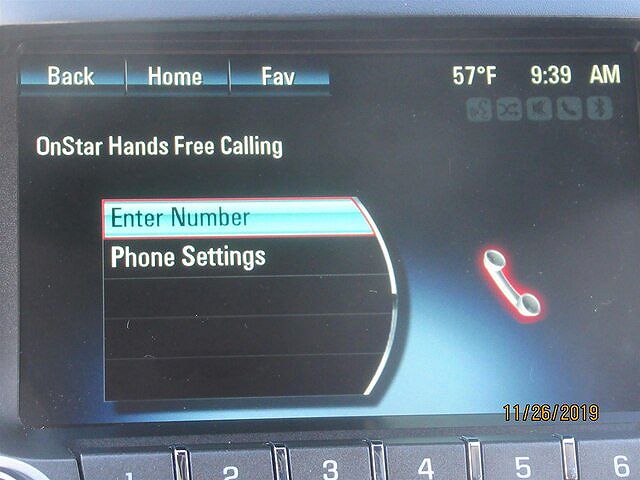 Back Home Fav 57°F 9:39 AM
OnStar Hands Free Calling
Enter Number
Phone Settings
11/26/2019
1 2 3 4 5 6